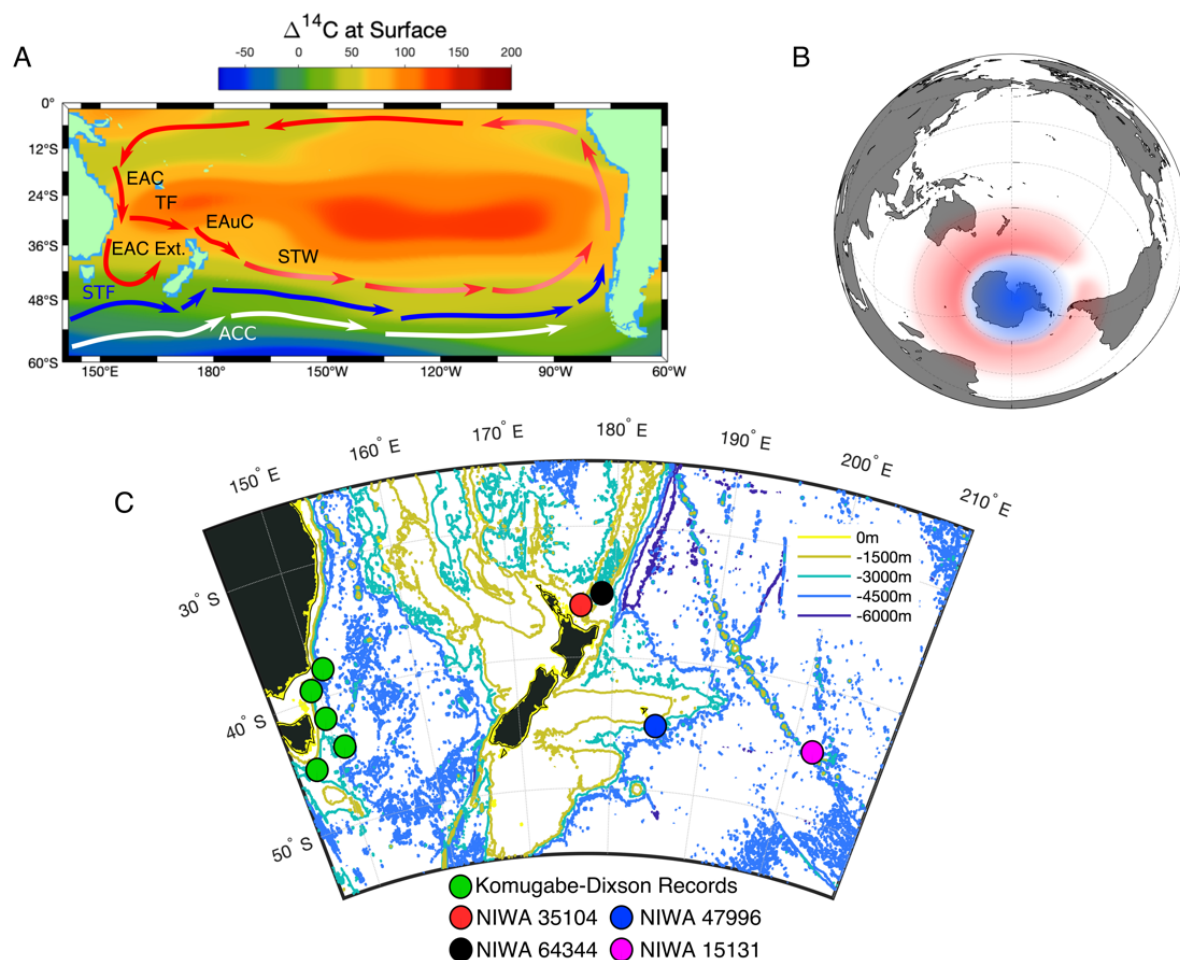 Δ14C at Surface
A
-50 0 50 100 150 200
B
0°
12°S
24°S
36°S
48°S
60°S
EAC
TF
EAuC
EAC Ext.
STW
STF
ACC
150°E 180° 150°W 120°W 90°W 60°W
C
150° E 160° E 170° E 180° E 190° E 200° E 210° E
30° S
40° S
50° S
0m
-1500m
-3000m
-4500m
-6000m
Komugabe-Dixson Records
NIWA 35104 NIWA 47996
NIWA 64344 NIWA 15131